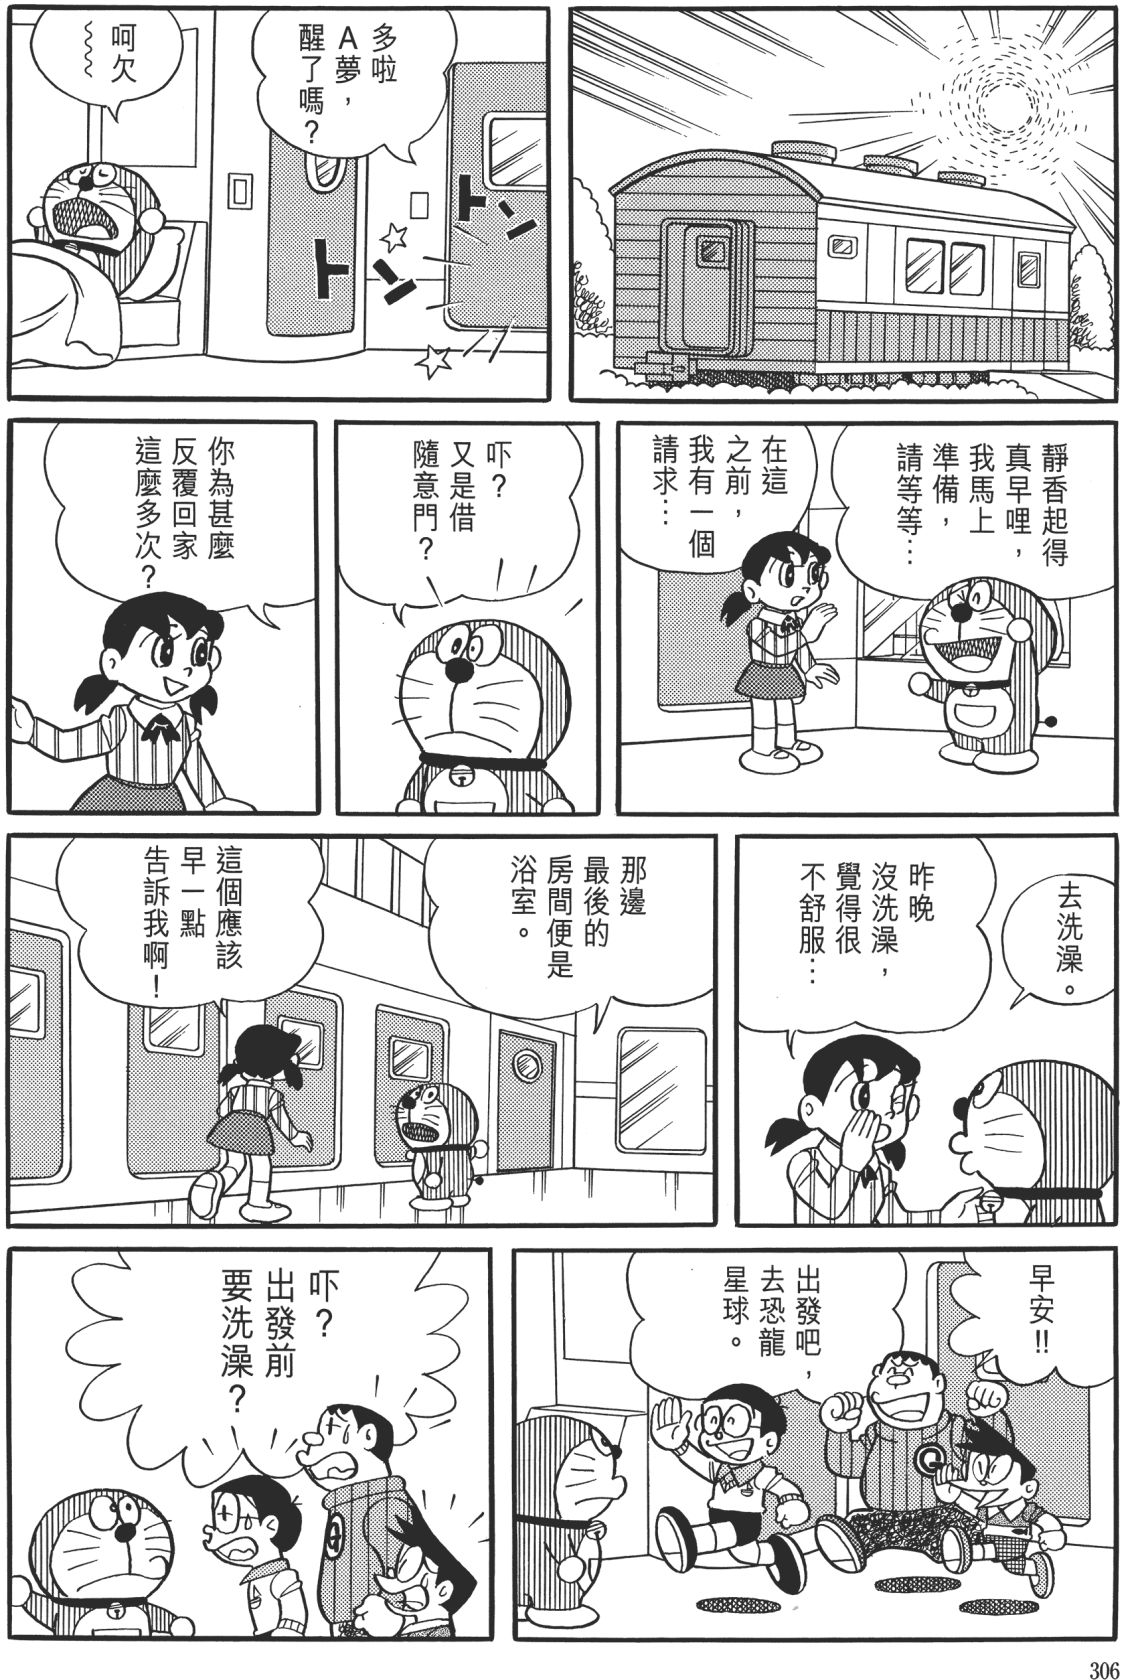 多啦
A夢，
醒了嗎？
トントン
呵欠
靜香起得
真早哩，
我馬上
準備，
請等等…
在這
之前，
我有一個
請求…
吓？
又是借
隨意門？
你為甚麼
反覆回家
這麼多次？
去洗澡。
昨晚
沒洗澡，
覺得很
不舒服…
那邊
最後的
房間便是
浴室。
這個應該
早一點
告訴我啊！
早安!!
出發吧，
去恐龍
星球。
吓？
出發前
要洗澡？
306